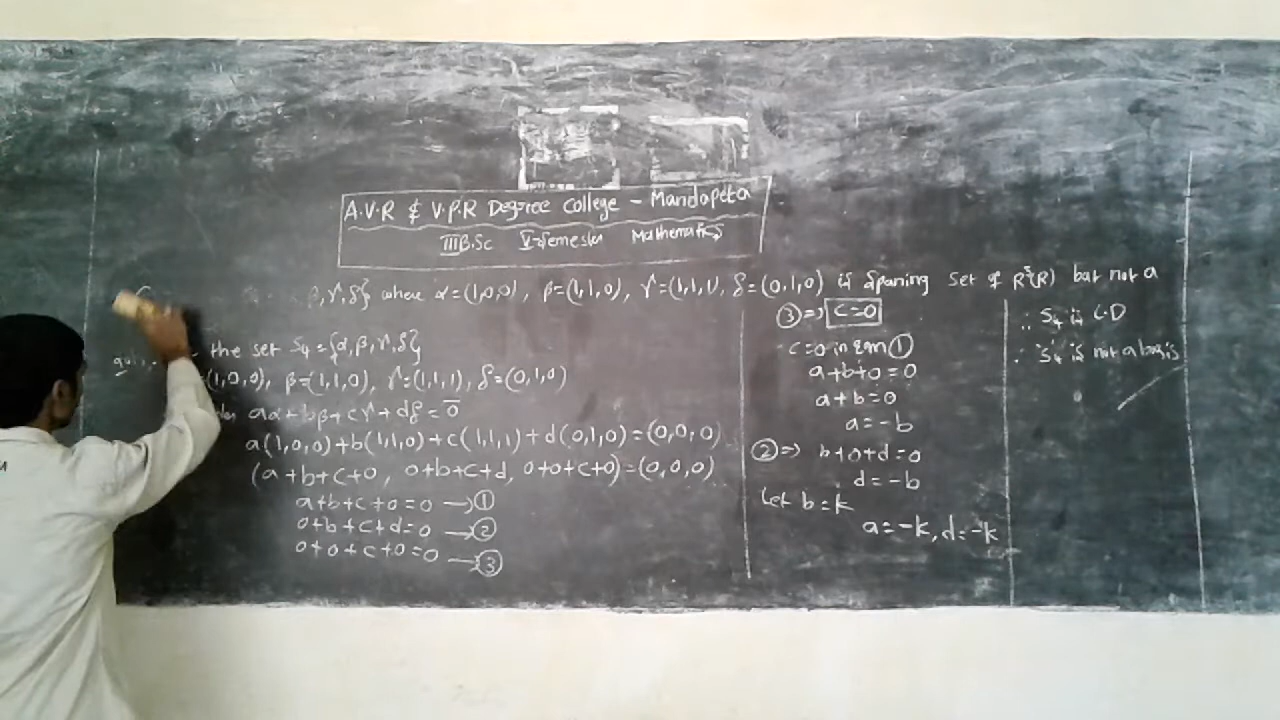 A.V.R & V.P.R Degree College - Mandapeta
III B.Sc V Semester Mathematics
β, γ, δ} where α=(1,0,0), β=(1,1,0), γ=(1,1,1), δ=(0,1,0) is Spaning Set of R³(R) but not a
the set S₄={α,β,γ,δ}
(1,0,0), β=(1,1,0), γ=(1,1,1), δ=(0,1,0)
aα+bβ+cγ+dδ=0̅
a(1,0,0)+b(1,1,0)+c(1,1,1)+d(0,1,0)=(0,0,0)
(a+b+c+0, 0+b+c+d, 0+0+c+0)=(0,0,0)
a+b+c+0=0 →①
0+b+c+d=0 →②
0+0+c+0=0 →③
③⇒ c=0
c=0 in eqn ①
a+b+0=0
a+b=0
a=-b
②⇒ b+0+d=0
d=-b
Let b=k
a=-k, d=-k
∴ S₄ is L.D
∴ S₄ is not a basis